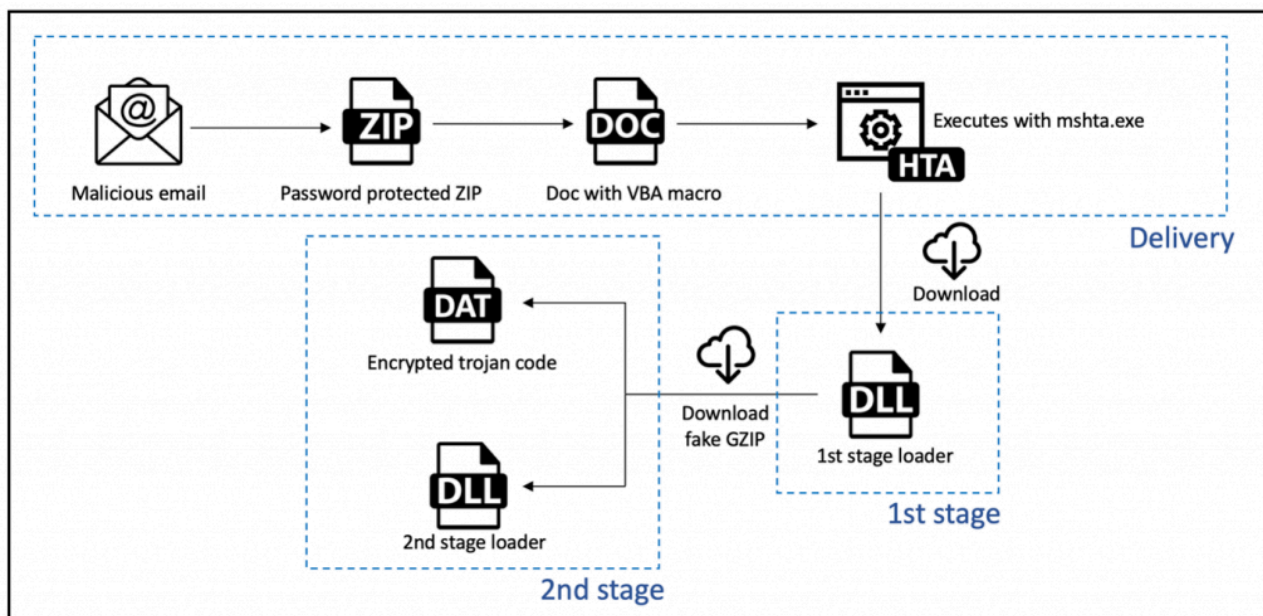 @
ZIP
DOC
HTA
Executes with mshta.exe
Malicious email
Password protected ZIP
Doc with VBA macro
Delivery
Download
DAT
Encrypted trojan code
Download
fake GZIP
DLL
1st stage loader
1st stage
DLL
2nd stage loader
2nd stage